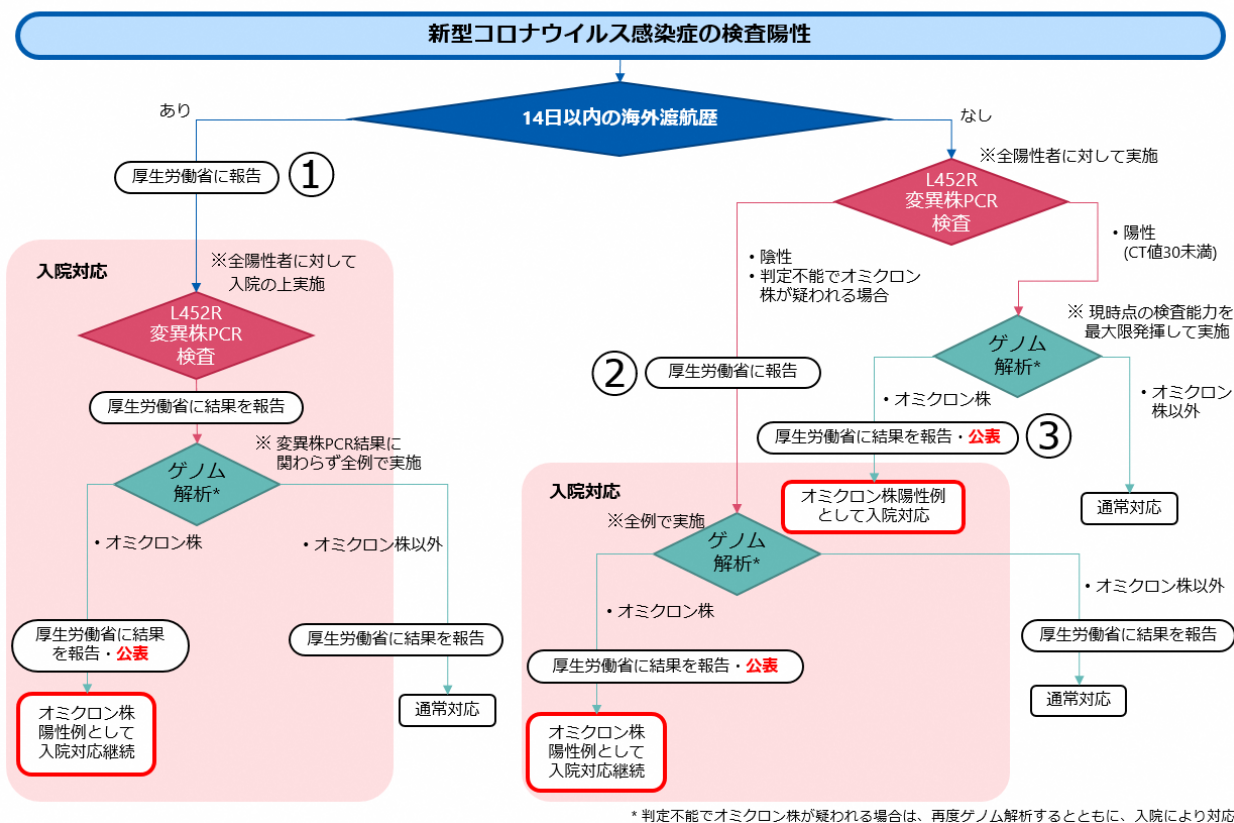 新型コロナウイルス感染症の検査陽性
14日以内の海外渡航歴
あり
なし
厚生労働省に報告
①
入院対応
※全陽性者に対して
入院の上実施
L452R
変異株PCR
検査
厚生労働省に結果を報告
※ 変異株PCR結果に
関わらず全例で実施
ゲノム
解析*
・オミクロン株
・オミクロン株以外
厚生労働省に結果
を報告・公表
厚生労働省に結果を報告
オミクロン株
陽性例として
入院対応継続
通常対応
※全陽性者に対して実施
L452R
変異株PCR
検査
・陰性
・判定不能でオミクロン
株が疑われる場合
・陽性
(CT値30未満)
※ 現時点の検査能力を
最大限発揮して実施
ゲノム
解析*
②
厚生労働省に報告
・オミクロン株
・オミクロン
株以外
厚生労働省に結果を報告・公表
③
オミクロン株陽性例
として入院対応
通常対応
入院対応
※全例で実施
ゲノム
解析*
・オミクロン株
・オミクロン株以外
厚生労働省に結果を報告・公表
厚生労働省に結果を報告
オミクロン株
陽性例として
入院対応継続
通常対応
* 判定不能でオミクロン株が疑われる場合は、再度ゲノム解析するとともに、入院により対応